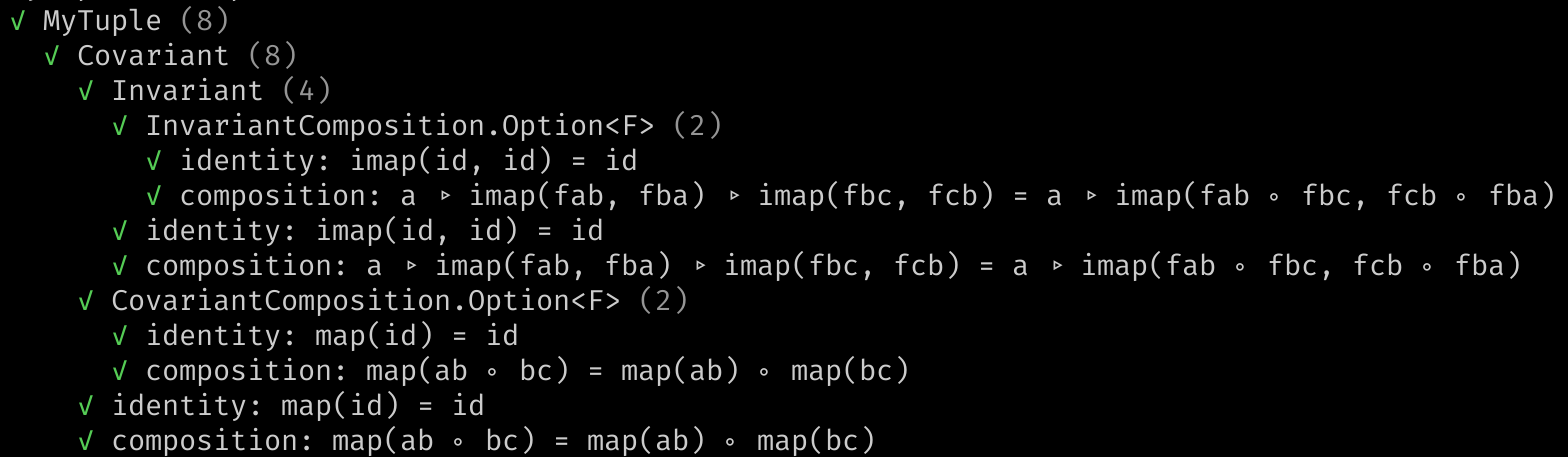 √ MyTuple (8)
√ Covariant (8)
√ Invariant (4)
√ InvariantComposition.Option<F> (2)
√ identity: imap(id, id) = id
√ composition: a ▹ imap(fab, fba) ▹ imap(fbc, fcb) = a ▹ imap(fab ∘ fbc, fcb ∘ fba)
√ identity: imap(id, id) = id
√ composition: a ▹ imap(fab, fba) ▹ imap(fbc, fcb) = a ▹ imap(fab ∘ fbc, fcb ∘ fba)
√ CovariantComposition.Option<F> (2)
√ identity: map(id) = id
√ composition: map(ab ∘ bc) = map(ab) ∘ map(bc)
√ identity: map(id) = id
√ composition: map(ab ∘ bc) = map(ab) ∘ map(bc)